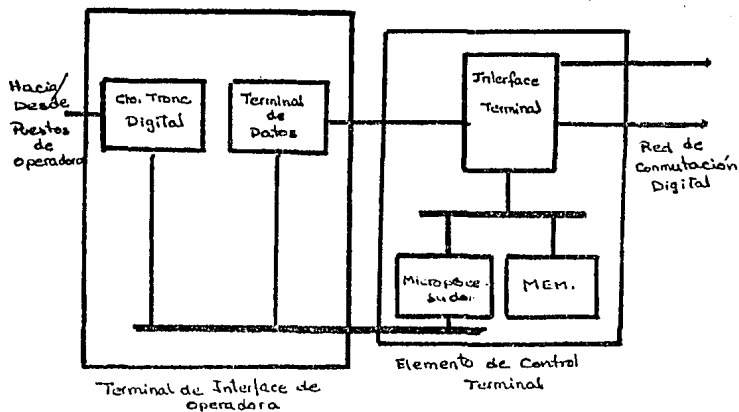 Hacia/
Desde
Puestos
de
operadora
Cto. Tronc
Digital
Terminal
de
Datos
Interface
Terminal
Red de
Conmutación
Digital
Microproce-
sador
MEM.
Elemento de Control
Terminal
Terminal de Interface de
Operadora